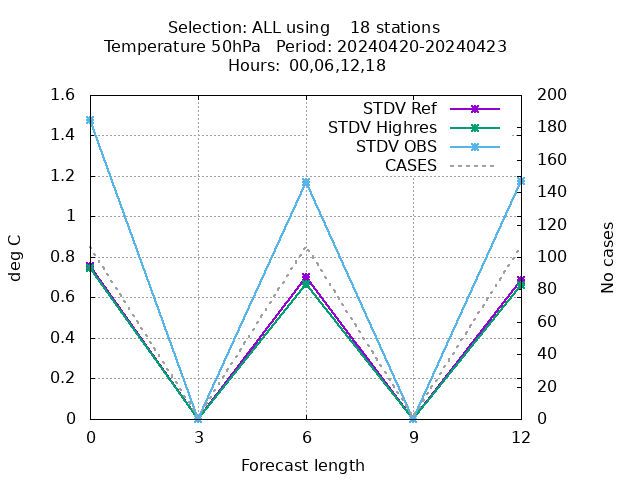 Selection: ALL using    18 stations
Temperature 50hPa   Period: 20240420-20240423
Hours: 00,06,12,18
STDV Ref
STDV Highres
STDV OBS
CASES
deg C
1.6
1.4
1.2
1
0.8
0.6
0.4
0.2
0
No cases
200
180
160
140
120
100
80
60
40
20
0
0 3 6 9 12
Forecast length